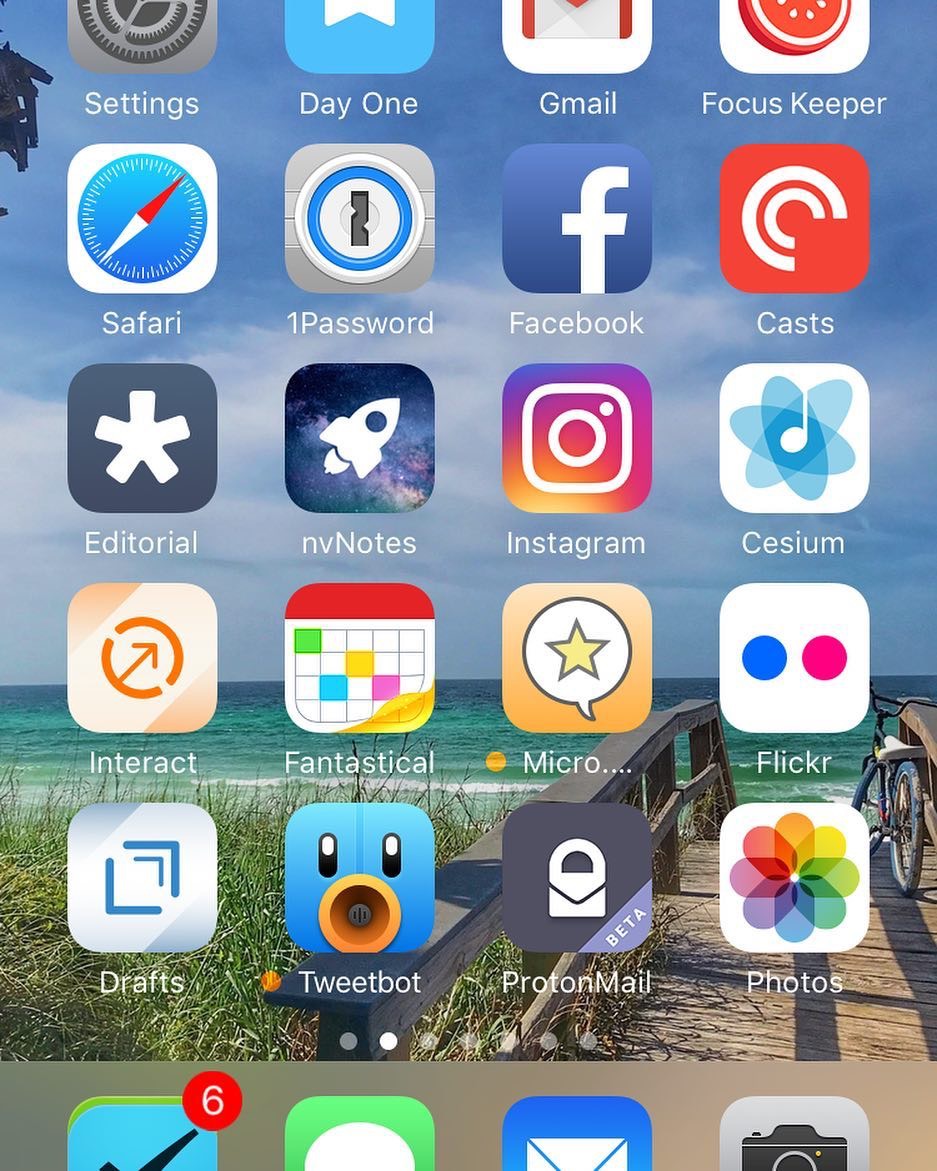 Settings Day One Gmail Focus Keeper
Safari 1Password Facebook Casts
Editorial nvNotes Instagram Cesium
Interact Fantastical Micro.... Flickr
BETA
Drafts Tweetbot ProtonMail Photos
6